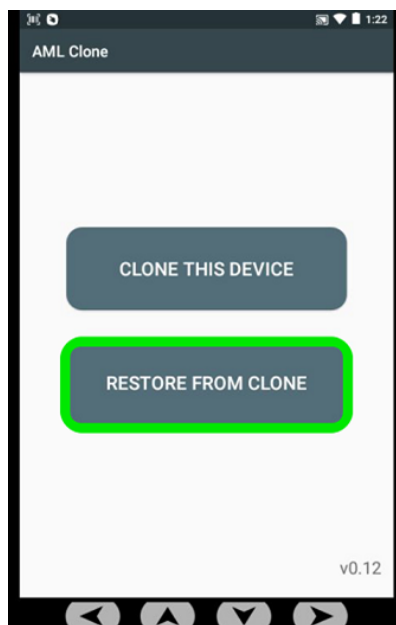 1:22
AML Clone
CLONE THIS DEVICE
RESTORE FROM CLONE
v0.12